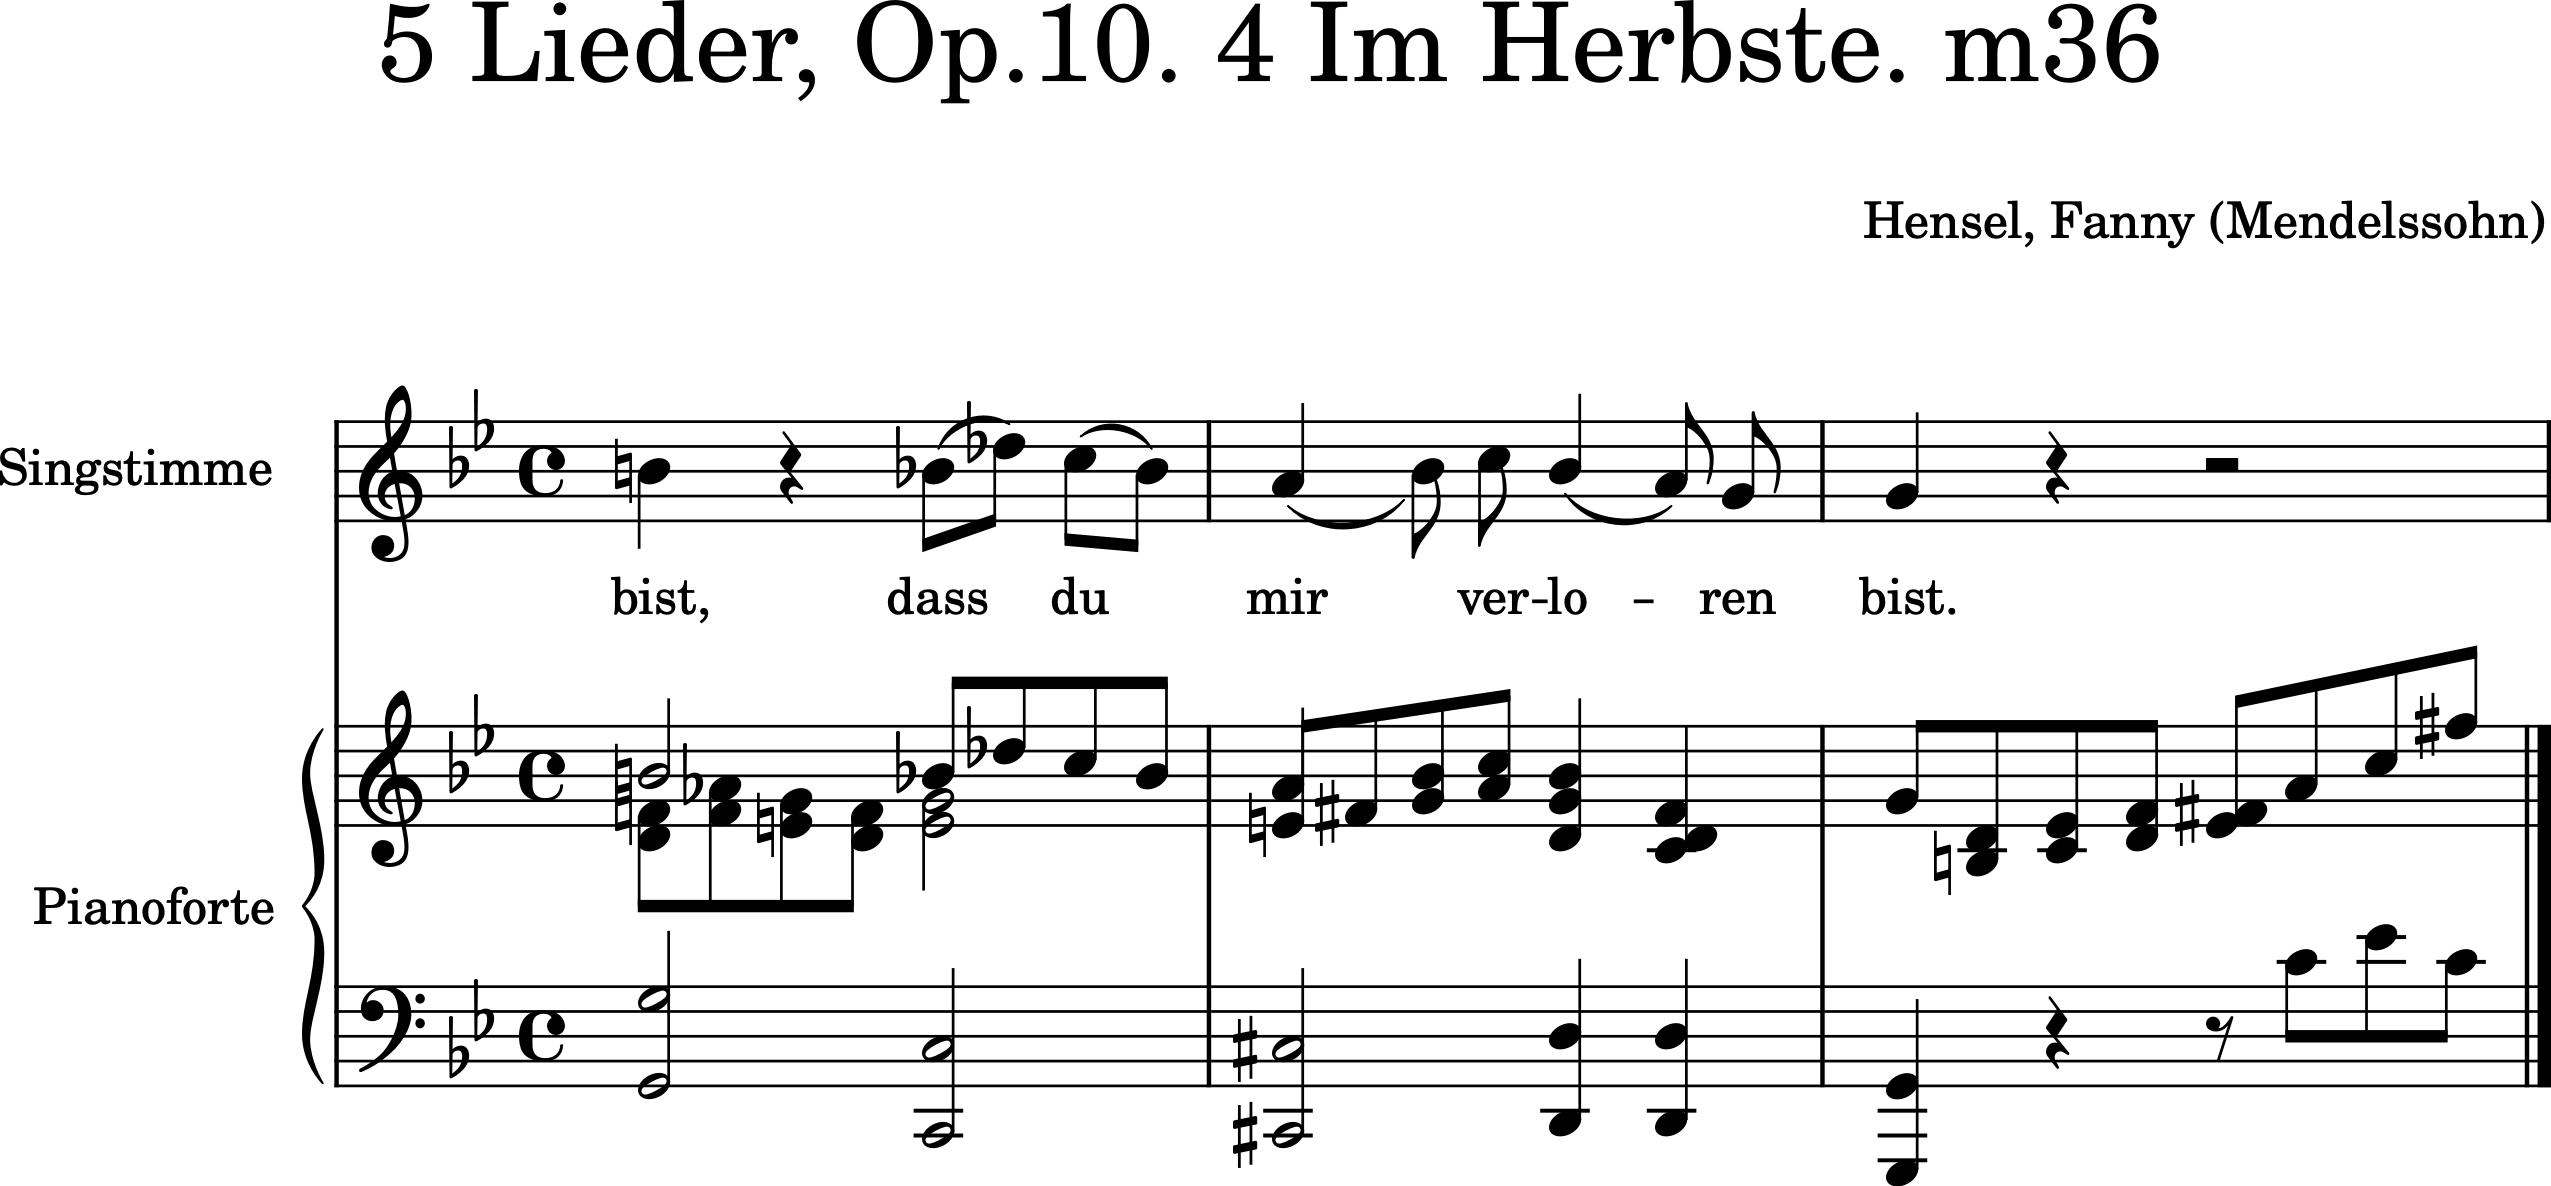 5 Lieder, Op.10. 4 Im Herbste. m36
Hensel, Fanny (Mendelssohn)
Singstimme
bist, dass du mir ver-lo - ren bist.
Pianoforte